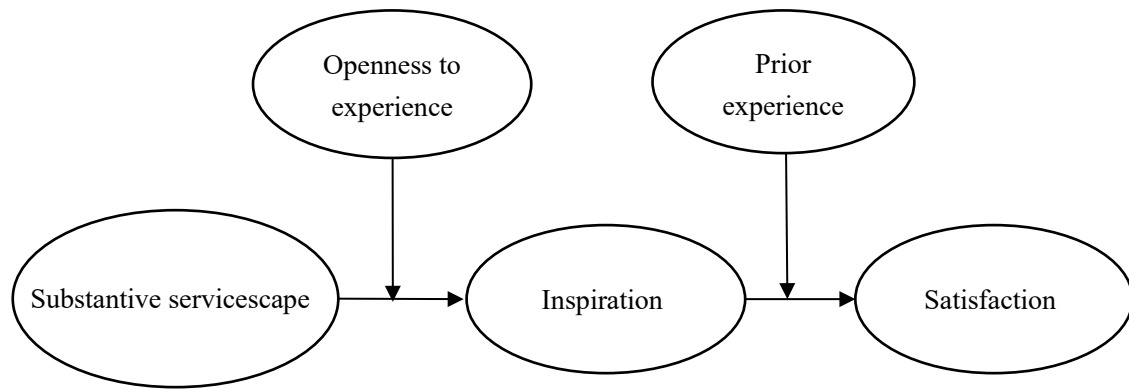 Openness to
experience
Prior
experience
Substantive servicescape
Inspiration
Satisfaction